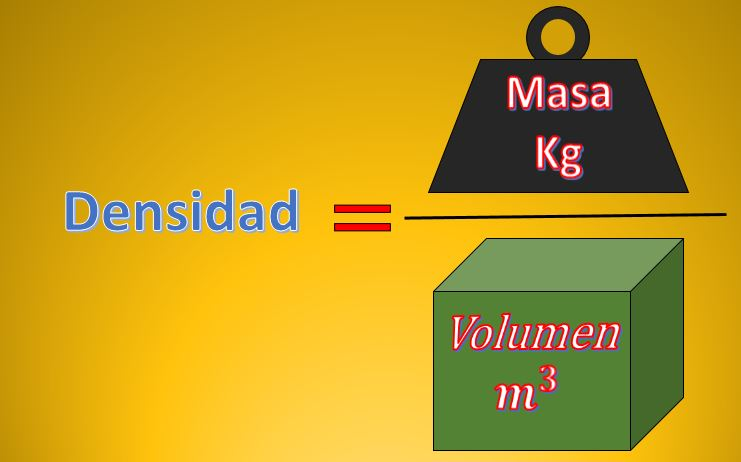 Masa
Kg
Densidad =
Volumen
m³